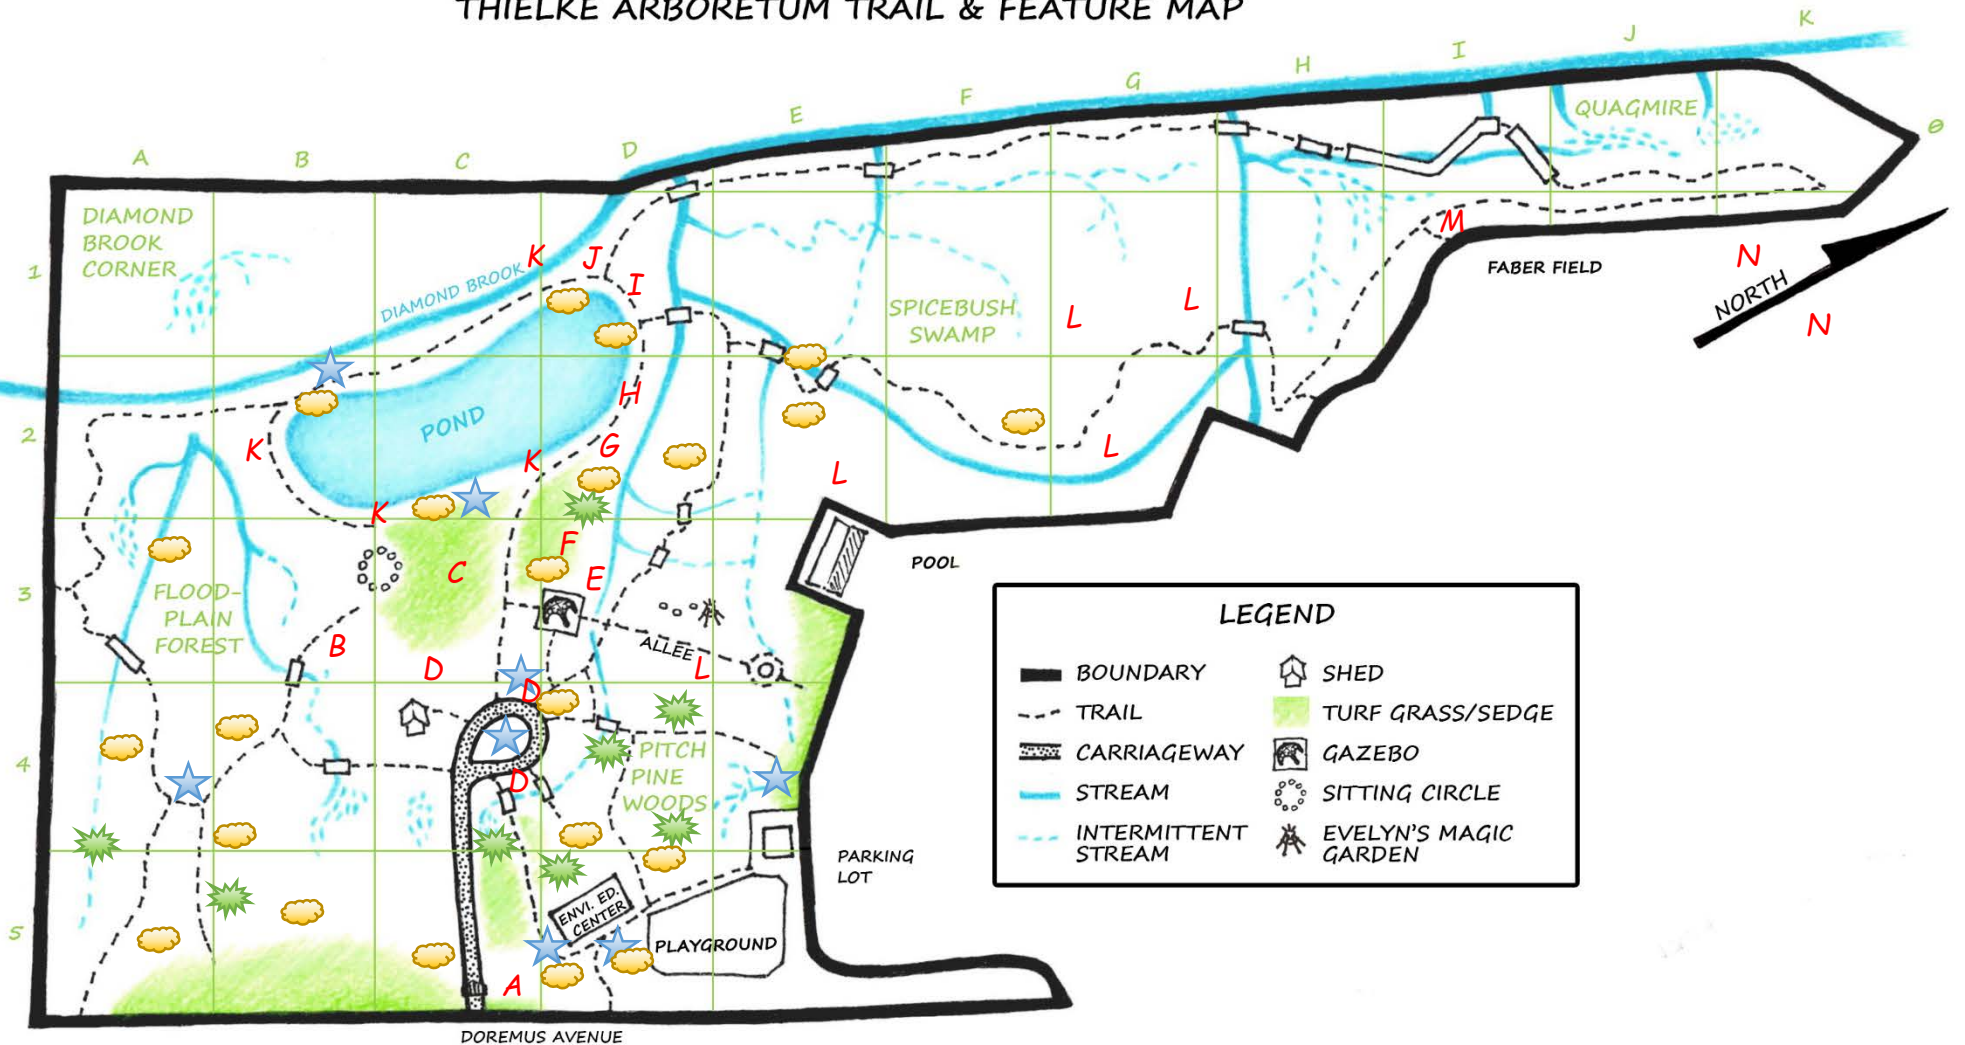 THIELKE ARBORETUM TRAIL & FEATURE MAP
A
B
C
D
E
F
G
H
I
J
K
0
1
2
3
4
5
DIAMOND
BROOK
CORNER
DIAMOND BROOK
QUAGMIRE
SPICEBUSH
SWAMP
FABER FIELD
NORTH
POND
FLOOD-
PLAIN
FOREST
ALLEE
POOL
PITCH
PINE
WOODS
PARKING
LOT
ENVI. ED.
CENTER
PLAYGROUND
DOREMUS AVENUE
K
J
I
H
K
G
K
K
F
E
C
B
D
D
D
A
L
L
L
L
L
M
N
N
LEGEND
BOUNDARY
TRAIL
CARRIAGEWAY
STREAM
INTERMITTENT
STREAM
SHED
TURF GRASS/SEDGE
GAZEBO
SITTING CIRCLE
EVELYN'S MAGIC
GARDEN